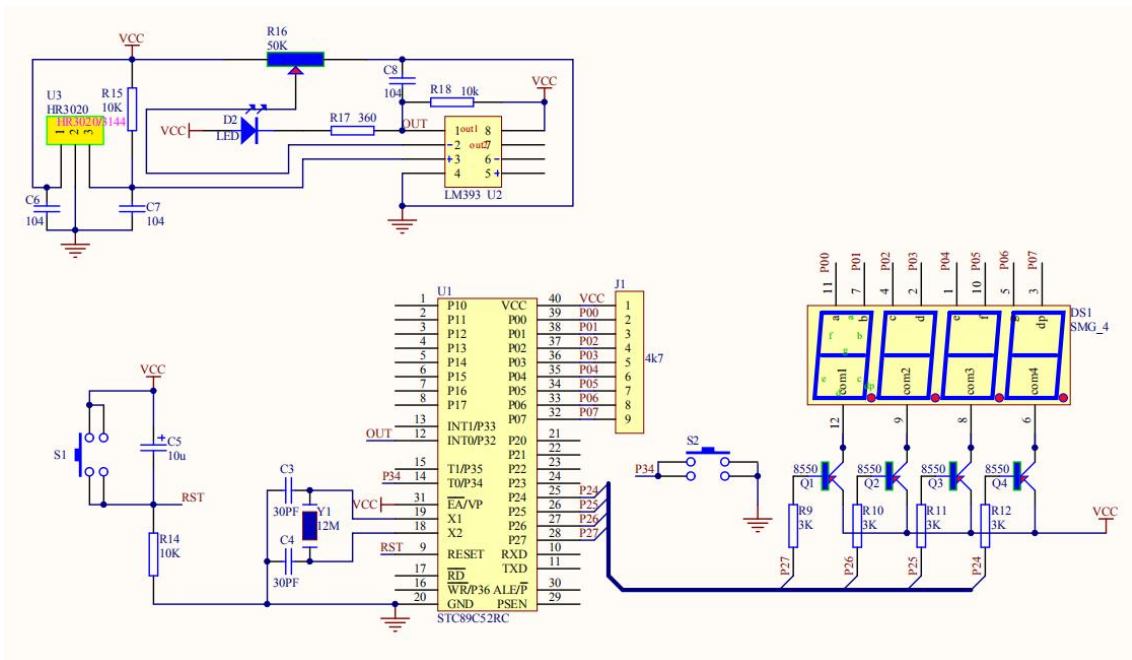 VCC
R16
50K
U3
HR3020
HR3020/3144
1 2 3
R15
10K
C8
104
R18 10k
VCC
VCC
D2
LED
R17 360
OUT
1 out1 8
2 - out2 7
3 + 6 -
4 5 +
LM393 U2
C6
104
C7
104
U1
1 P10 VCC 40 VCC
2 P11 P00 39 P00
3 P12 P01 38 P01
4 P13 P02 37 P02
5 P14 P03 36 P03
6 P15 P04 35 P04
7 P16 P05 34 P05
8 P17 P06 33 P06
P07 32 P07
13 INT1/P33
OUT 12 INT0/P32
15 T1/P35
P34 14 T0/P34
VCC 31 EA/VP
19 X1
18 X2
RST 9 RESET
17 RD
16 WR/P36
20 GND
P20 21
P21 22
P22 23
P23 24
P24 25 P24
P25 26 P25
P26 27 P26
P27 28 P27
RXD 10
TXD 11
ALE/P 30
PSEN 29
STC89C52RC
J1
1
2
3
4
5
6
7
8
9
4k7
VCC
S1
C5
+
10u
RST
R14
10K
C3
30PF
Y1
12M
C4
30PF
S2
P34
P00 P01 P02 P03 P04 P05 P06 P07
11 7 4 2 1 10 5 3
a b c d e f g dp
DS1
SMG_4
a
f b
g
e c
d dp
com1 com2 com3 com4
12 9 8 6
8550 8550 8550 8550
Q1 Q2 Q3 Q4
R9 R10 R11 R12
3K 3K 3K 3K
VCC
P27 P26 P25 P24